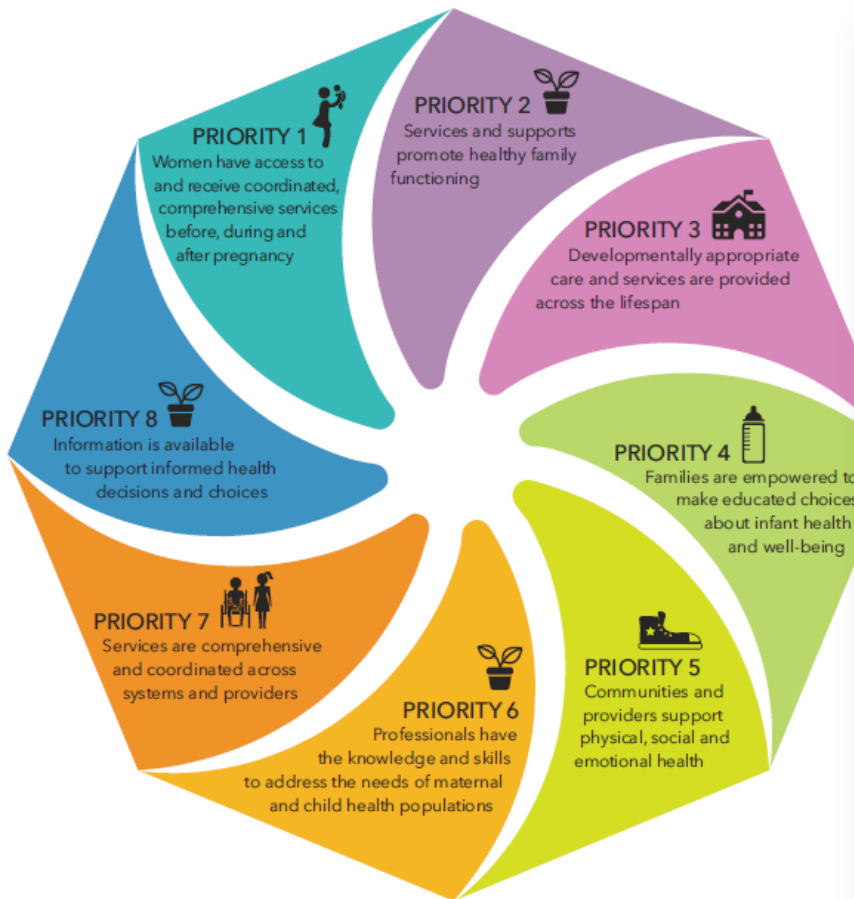 PRIORITY 1
Women have access to
and receive coordinated,
comprehensive services
before, during and
after pregnancy
PRIORITY 2
Services and supports
promote healthy family
functioning
PRIORITY 3
Developmentally appropriate
care and services are provided
across the lifespan
PRIORITY 4
Families are empowered to
make educated choices
about infant health
and well-being
PRIORITY 5
Communities and
providers support
physical, social and
emotional health
PRIORITY 6
Professionals have
the knowledge and skills
to address the needs of maternal
and child health populations
PRIORITY 7
Services are comprehensive
and coordinated across
systems and providers
PRIORITY 8
Information is available
to support informed health
decisions and choices